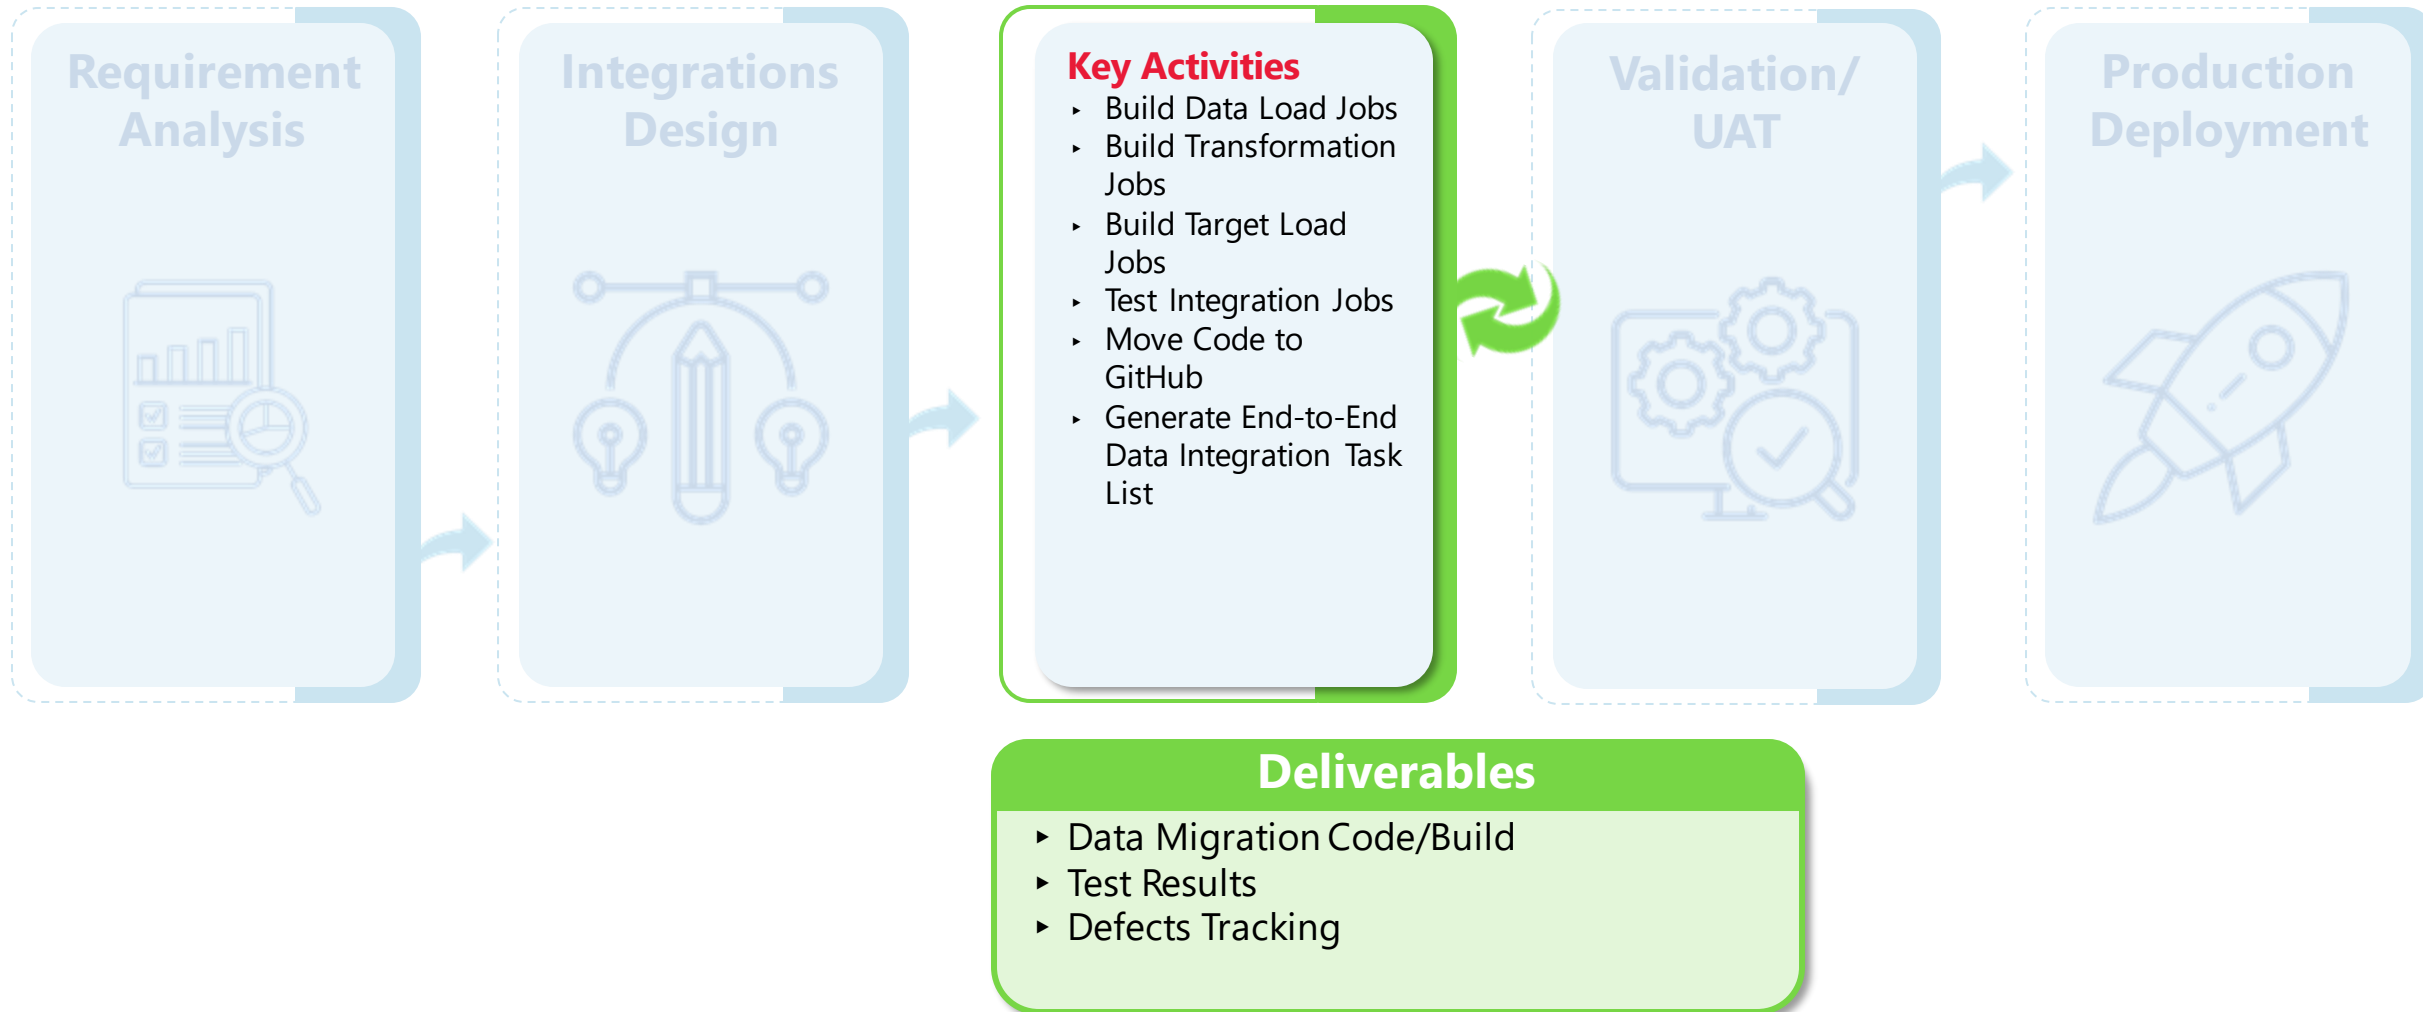 Requirement
Analysis
Integrations
Design
Key Activities
‣ Build Data Load Jobs
‣ Build Transformation
Jobs
‣ Build Target Load
Jobs
‣ Test Integration Jobs
‣ Move Code to
GitHub
‣ Generate End-to-End
Data Integration Task
List
Validation/
UAT
Production
Deployment
Deliverables
‣ Data Migration Code/Build
‣ Test Results
‣ Defects Tracking